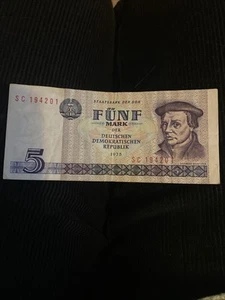 STAATSBANK DER DDR
SC 184201
FÜNF
MARK
DER
DEUTSCHEN
DEMOKRATISCHEN
REPUBLIK
1975
SC 184201
5